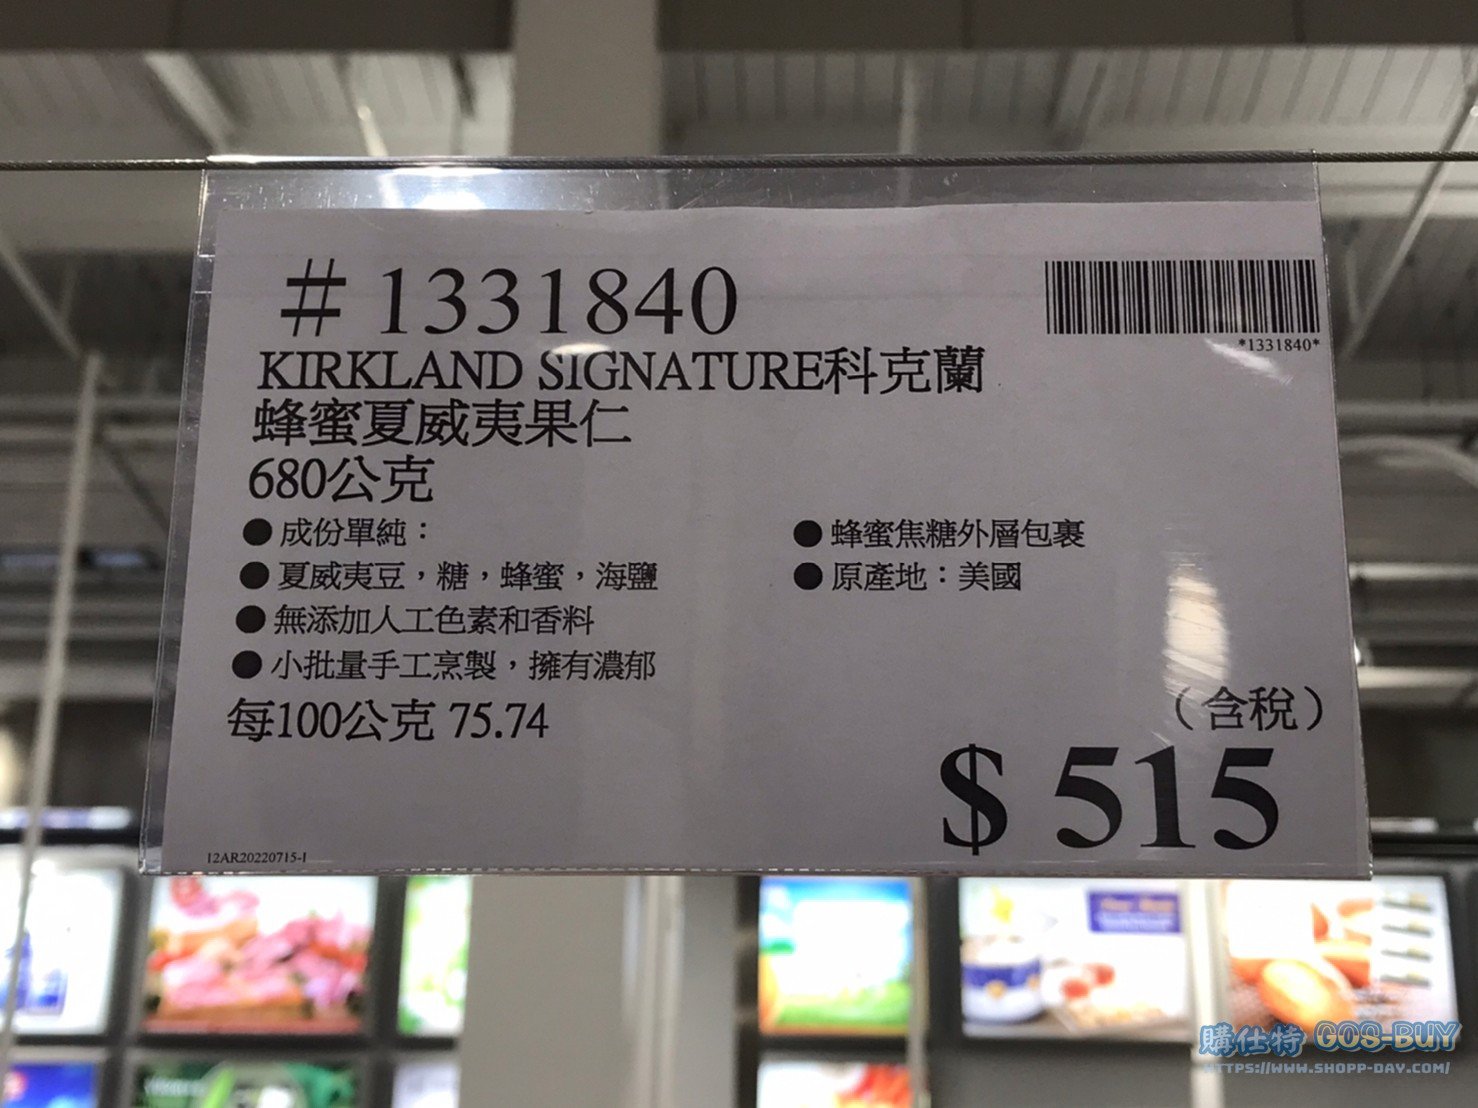 #1331840
*1331840*
KIRKLAND SIGNATURE科克蘭
蜂蜜夏威夷果仁
680公克
●成份單純：
●夏威夷豆，糖，蜂蜜，海鹽
●無添加人工色素和香料
●小批量手工烹製，擁有濃郁
●蜂蜜焦糖外層包裹
●原產地：美國
每100公克 75.74
（含稅）
$ 515
12AR20220715-1
購仕特 GOS-BUY
HTTPS://WWW.SHOPP-DAY.COM/